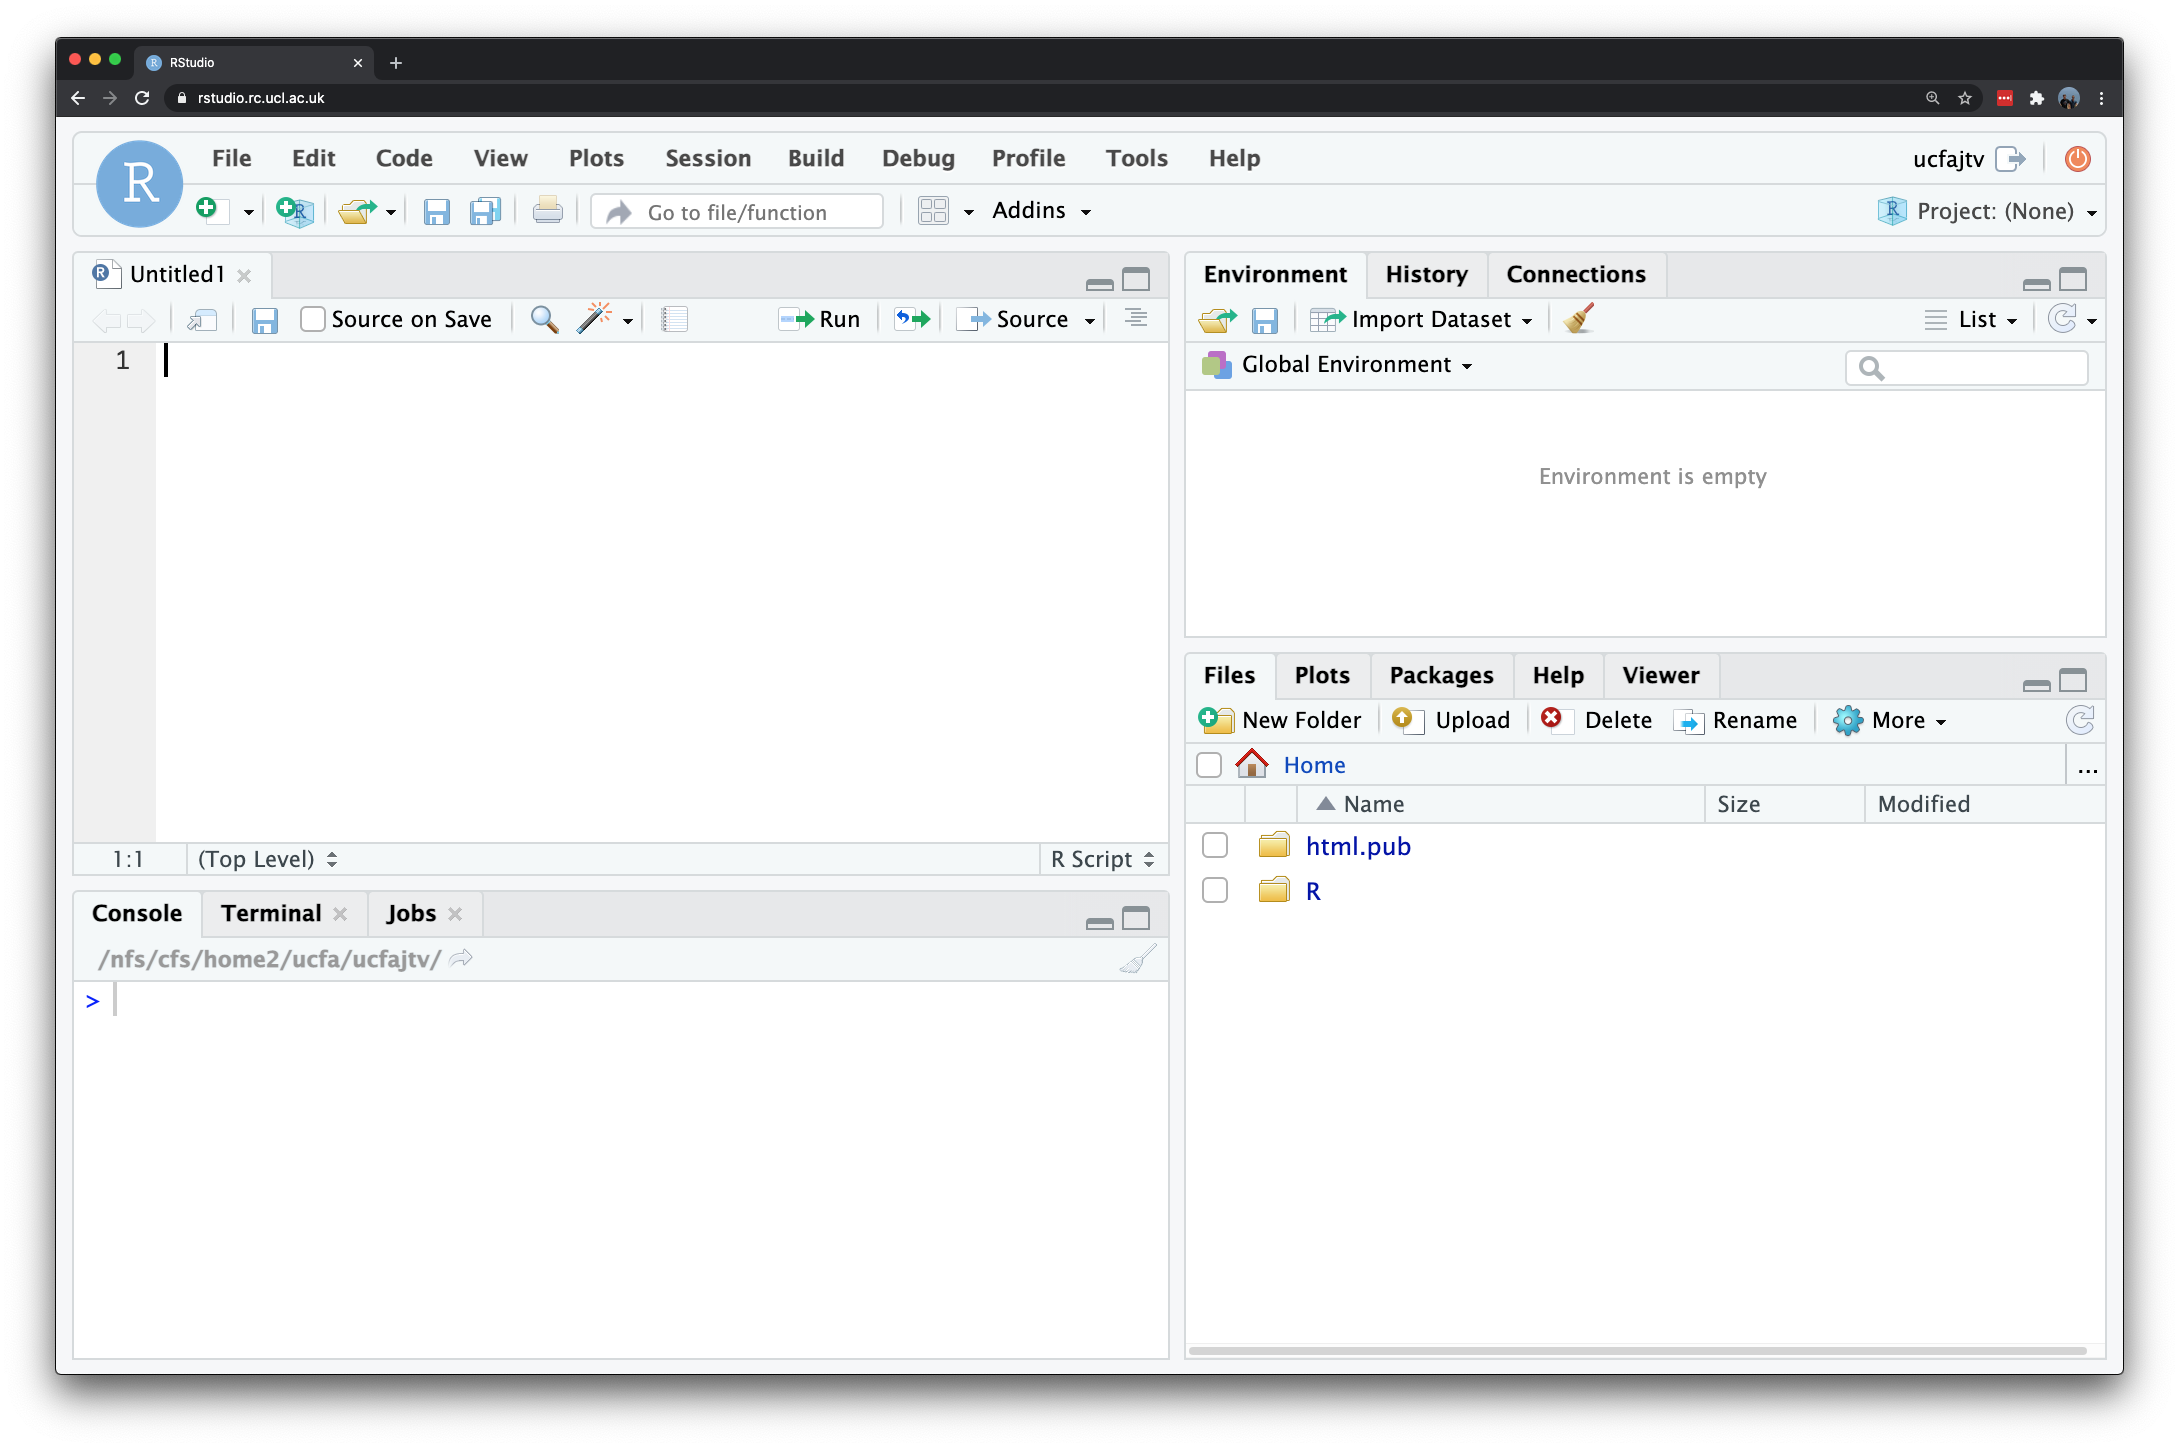 RStudio
rstudio.rc.ucl.ac.uk
R
File Edit Code View Plots Session Build Debug Profile Tools Help
ucfajtv
Go to file/function
Addins
R Project: (None)
R Untitled1
Source on Save
Run
Source
1
1:1 (Top Level) R Script
Console Terminal Jobs
/nfs/cfs/home2/ucfa/ucfajtv/
>
Environment History Connections
Import Dataset
List
Global Environment
Environment is empty
Files Plots Packages Help Viewer
New Folder Upload Delete Rename More
Home
...
Name Size Modified
html.pub
R